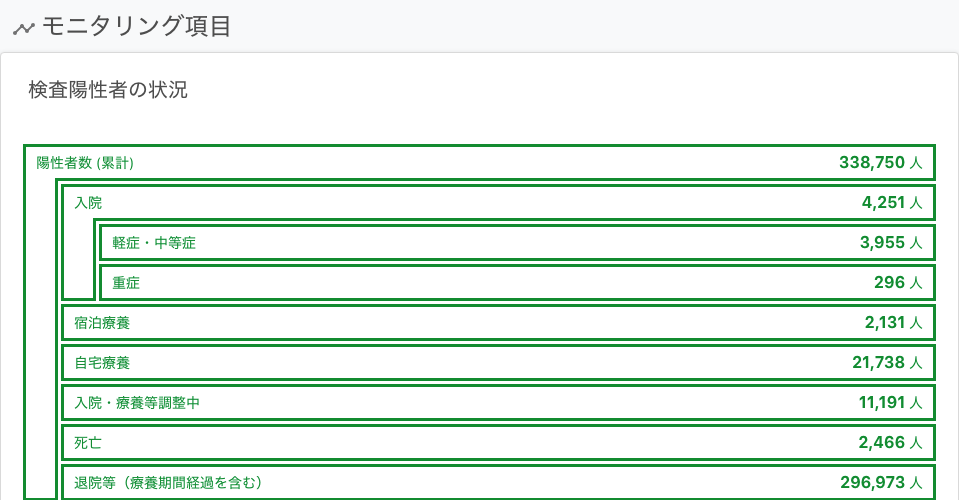 モニタリング項目
検査陽性者の状況
陽性者数 (累計) 338,750 人
入院 4,251 人
軽症・中等症 3,955 人
重症 296 人
宿泊療養 2,131 人
自宅療養 21,738 人
入院・療養等調整中 11,191 人
死亡 2,466 人
退院等（療養期間経過を含む） 296,973 人